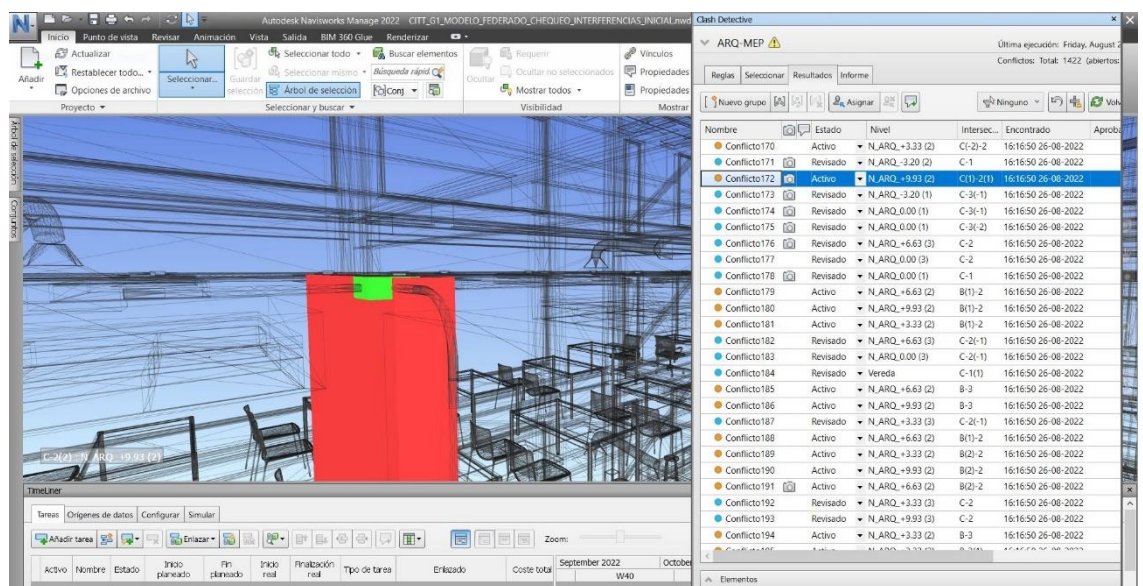 Autodesk Navisworks Manage 2022 CITT_G1_MODELO_FEDERADO_CHEQUEO_INTERFERENCIAS_INICIAL.nwd
Inicio Punto de vista Revisar Animación Vista Salida BIM 360 Glue Renderizar
Añadir
Actualizar
Restablecer todo...
Opciones de archivo
Proyecto
Seleccionar...
Guardar selección
Seleccionar todo
Seleccionar mismo
Árbol de selección
Buscar elementos
Búsqueda rápid
Conj
Seleccionar y buscar
Ocultar
Requerir
Ocultar no seleccionados
Mostrar todos
Visibilidad
Vínculos
Propiedades
Propiedades
Mostrar
Árbol de selección
Conjuntos
C-2(2) : N_ARQ_+9.93 (2)
TimeLiner
Tareas Orígenes de datos Configurar Simular
Añadir tarea Enlazar Zoom:
Activo Nombre Estado Inicio planeado Fin planeado Inicio real Finalización real Tipo de tarea Enlazado Coste total
September 2022 October
W40
Clash Detective
ARQ-MEP
Última ejecución: Friday, August 2
Conflictos: Total: 1422 (abiertos:
Reglas Seleccionar Resultados Informe
Nuevo grupo Asignar Ninguno Volv
Nombre Estado Nivel Intersec... Encontrado Aproba
Conflicto170 Activo N_ARQ_+3.33 (2) C(-2)-2 16:16:50 26-08-2022
Conflicto171 Revisado N_ARQ_-3.20 (2) C-1 16:16:50 26-08-2022
Conflicto172 Activo N_ARQ_+9.93 (2) C(1)-2(1) 16:16:50 26-08-2022
Conflicto173 Revisado N_ARQ_-3.20 (1) C-3(-1) 16:16:50 26-08-2022
Conflicto174 Revisado N_ARQ_0.00 (1) C-3(-1) 16:16:50 26-08-2022
Conflicto175 Revisado N_ARQ_0.00 (1) C-3(-2) 16:16:50 26-08-2022
Conflicto176 Revisado N_ARQ_+6.63 (3) C-2 16:16:50 26-08-2022
Conflicto177 Revisado N_ARQ_0.00 (3) C-2 16:16:50 26-08-2022
Conflicto178 Revisado N_ARQ_0.00 (1) C-1 16:16:50 26-08-2022
Conflicto179 Activo N_ARQ_+6.63 (2) B(1)-2 16:16:50 26-08-2022
Conflicto180 Activo N_ARQ_+9.93 (2) B(1)-2 16:16:50 26-08-2022
Conflicto181 Activo N_ARQ_+3.33 (2) B(1)-2 16:16:50 26-08-2022
Conflicto182 Revisado N_ARQ_+6.63 (3) C-2(-1) 16:16:50 26-08-2022
Conflicto183 Revisado N_ARQ_0.00 (3) C-2(-1) 16:16:50 26-08-2022
Conflicto184 Revisado Vereda C-1(1) 16:16:50 26-08-2022
Conflicto185 Activo N_ARQ_+6.63 (2) B-3 16:16:50 26-08-2022
Conflicto186 Activo N_ARQ_+9.93 (2) B-3 16:16:50 26-08-2022
Conflicto187 Revisado N_ARQ_+3.33 (3) C-2(-1) 16:16:50 26-08-2022
Conflicto188 Activo N_ARQ_+6.63 (2) B(1)-2 16:16:50 26-08-2022
Conflicto189 Activo N_ARQ_+3.33 (2) B(2)-2 16:16:50 26-08-2022
Conflicto190 Activo N_ARQ_+9.93 (2) B(2)-2 16:16:50 26-08-2022
Conflicto191 Activo N_ARQ_+6.63 (2) B(2)-2 16:16:50 26-08-2022
Conflicto192 Revisado N_ARQ_+3.33 (3) C-2 16:16:50 26-08-2022
Conflicto193 Revisado N_ARQ_+9.93 (3) C-2 16:16:50 26-08-2022
Conflicto194 Activo N_ARQ_+3.33 (2) B-3 16:16:50 26-08-2022
Elementos